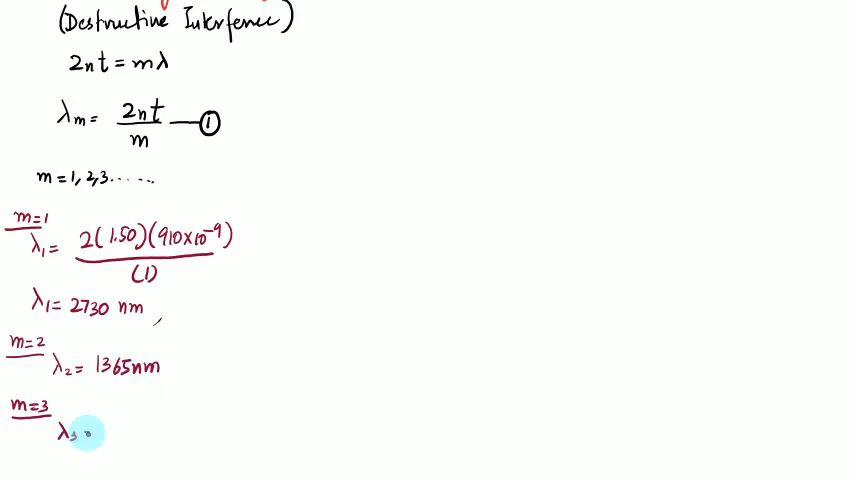 (Destructive Interference)
2nt = mλ
λm = 2nt / m — ①
m = 1, 2, 3 . . . . . .
m=1
λ₁ = 2(1.50)(910×10⁻⁹) / (1)
λ₁ = 2730 nm
m=2
λ₂ = 1365nm
m=3
λ₃